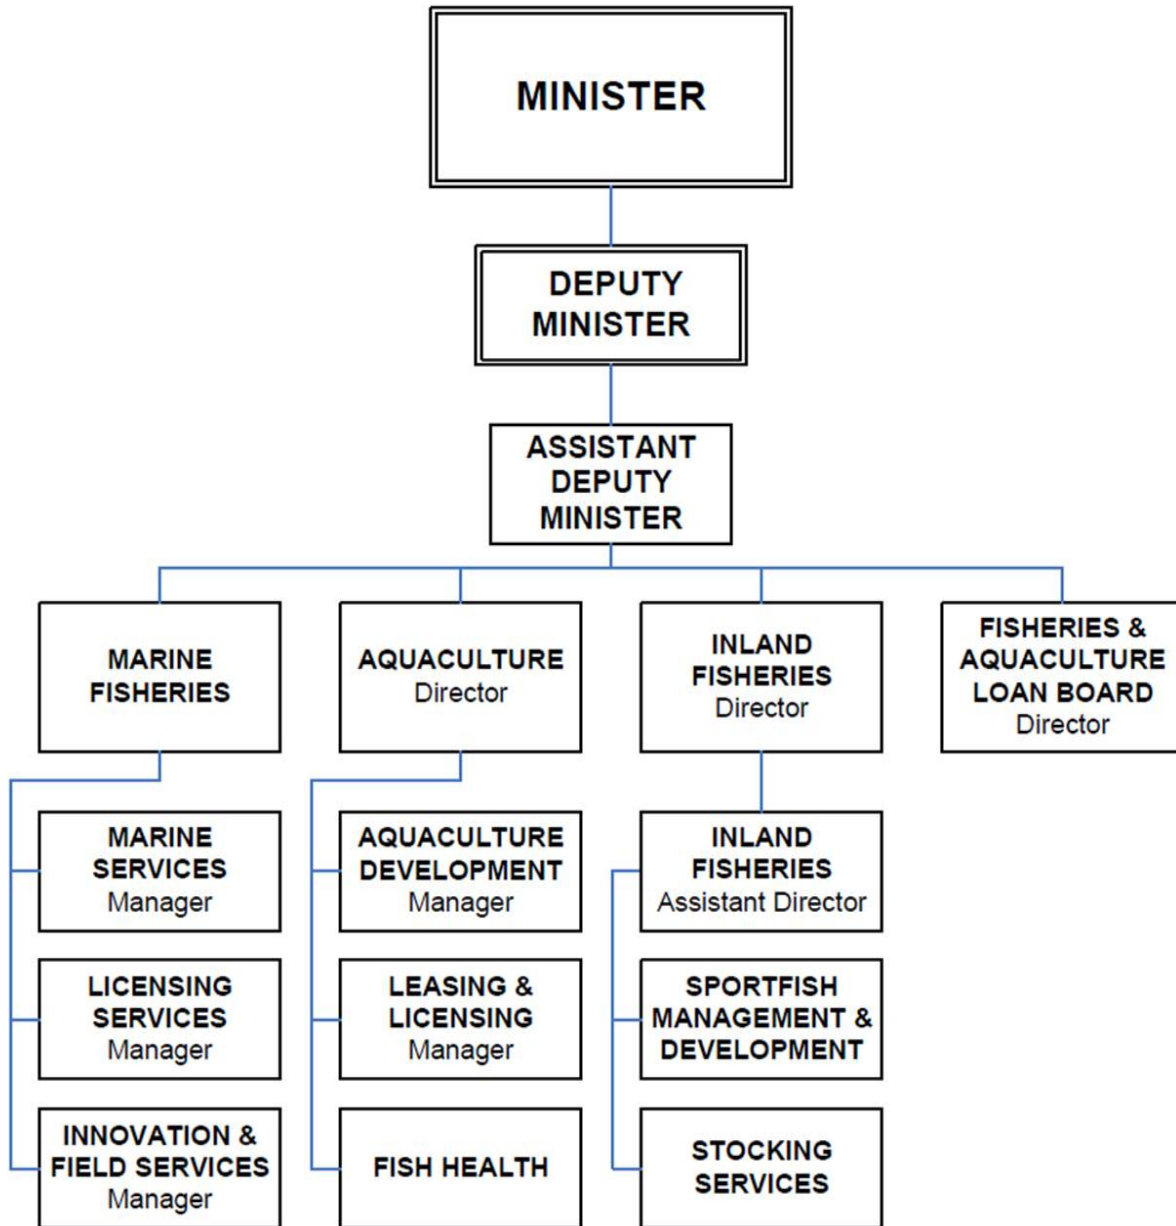 MINISTER
DEPUTY
MINISTER
ASSISTANT
DEPUTY
MINISTER
MARINE
FISHERIES
AQUACULTURE
Director
INLAND
FISHERIES
Director
FISHERIES &
AQUACULTURE
LOAN BOARD
Director
MARINE
SERVICES
Manager
AQUACULTURE
DEVELOPMENT
Manager
INLAND
FISHERIES
Assistant Director
LICENSING
SERVICES
Manager
LEASING &
LICENSING
Manager
SPORTFISH
MANAGEMENT &
DEVELOPMENT
INNOVATION &
FIELD SERVICES
Manager
FISH HEALTH
STOCKING
SERVICES